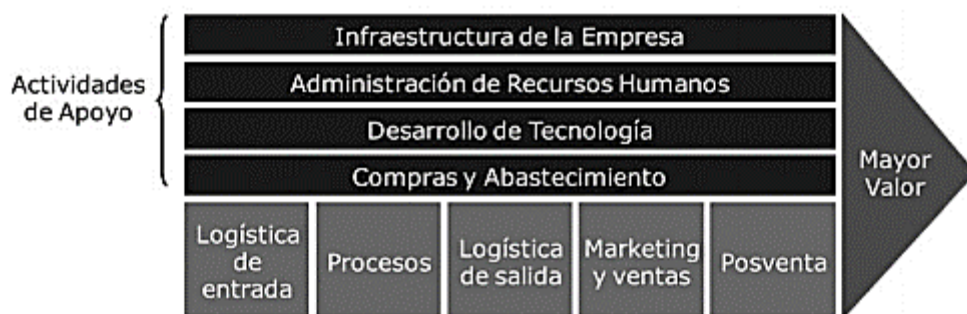 Infraestructura de la Empresa
Administración de Recursos Humanos
Desarrollo de Tecnología
Compras y Abastecimiento
Actividades
de Apoyo
Logística
de
entrada
Procesos
Logística
de salida
Marketing
y ventas
Posventa
Mayor
Valor